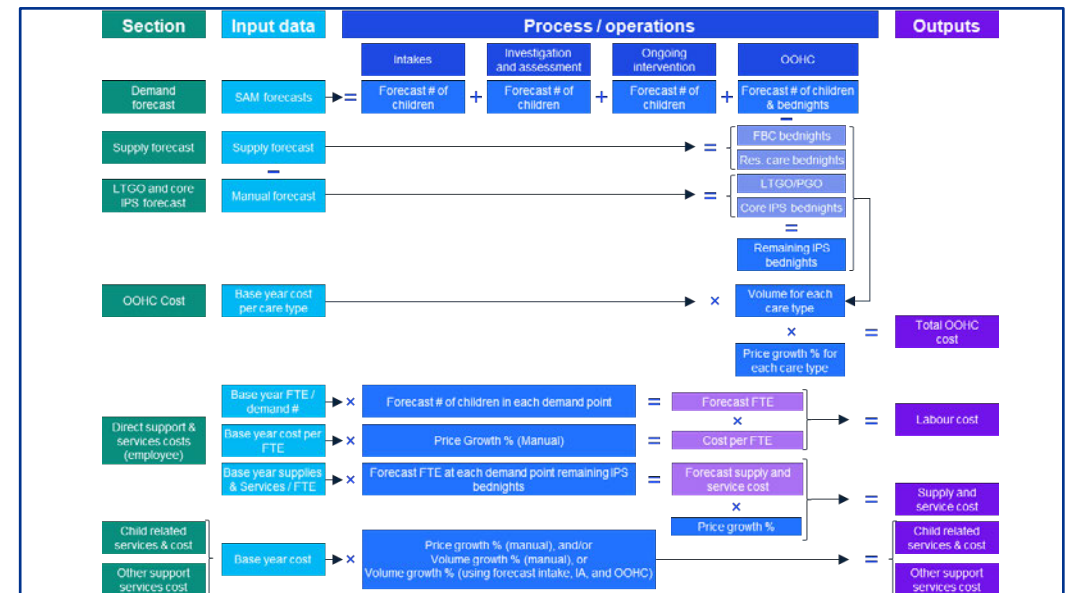 Section
Input data
Process / operations
Outputs
Intakes
Investigation
and assessment
Ongoing
intervention
OOHC
Demand
forecast
SAM forecasts
=
Forecast # of
children
+
Forecast # of
children
+
Forecast # of
children
+
Forecast # of children
& bednights
–
Supply forecast
Supply forecast
=
FBC bednights
Res. care bednights
–
LTGO and core
IPS forecast
Manual forecast
=
LTGO/PGO
Core IPS bednights
=
Remaining IPS
bednights
OOHC Cost
Base year cost
per care type
×
Volume for each
care type
×
=
Total OOHC
cost
Price growth % for
each care type
Direct support &
services costs
(employee)
Base year FTE /
demand #
×
Forecast # of children in each demand point
=
Forecast FTE
×
=
Labour cost
Base year cost per
FTE
×
Price Growth % (Manual)
=
Cost per FTE
Base year supplies
& Services / FTE
×
Forecast FTE at each demand point remaining IPS
bednights
=
Forecast supply and
service cost
×
=
Supply and
service cost
Price growth %
Child related
services & cost
Other support
services cost
Base year cost
×
Price growth % (manual), and/or
Volume growth % (manual), or
Volume growth % (using forecast intake, IA, and OOHC)
=
Child related
services & cost
Other support
services cost